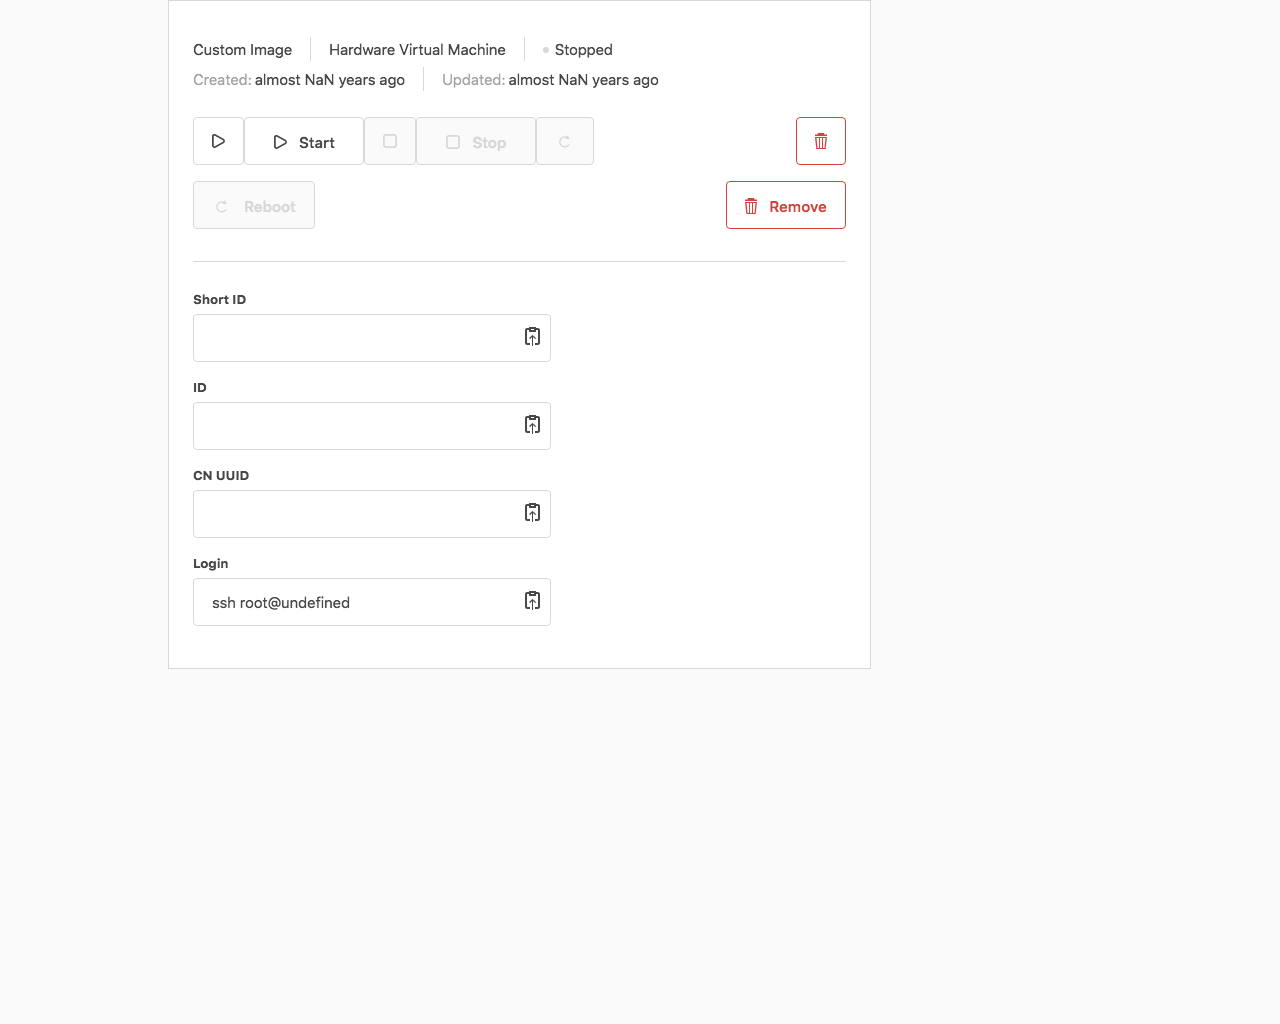 Custom Image Hardware Virtual Machine Stopped
Created: almost NaN years ago Updated: almost NaN years ago
Start Stop
Reboot Remove
Short ID
ID
CN UUID
Login
ssh root@undefined